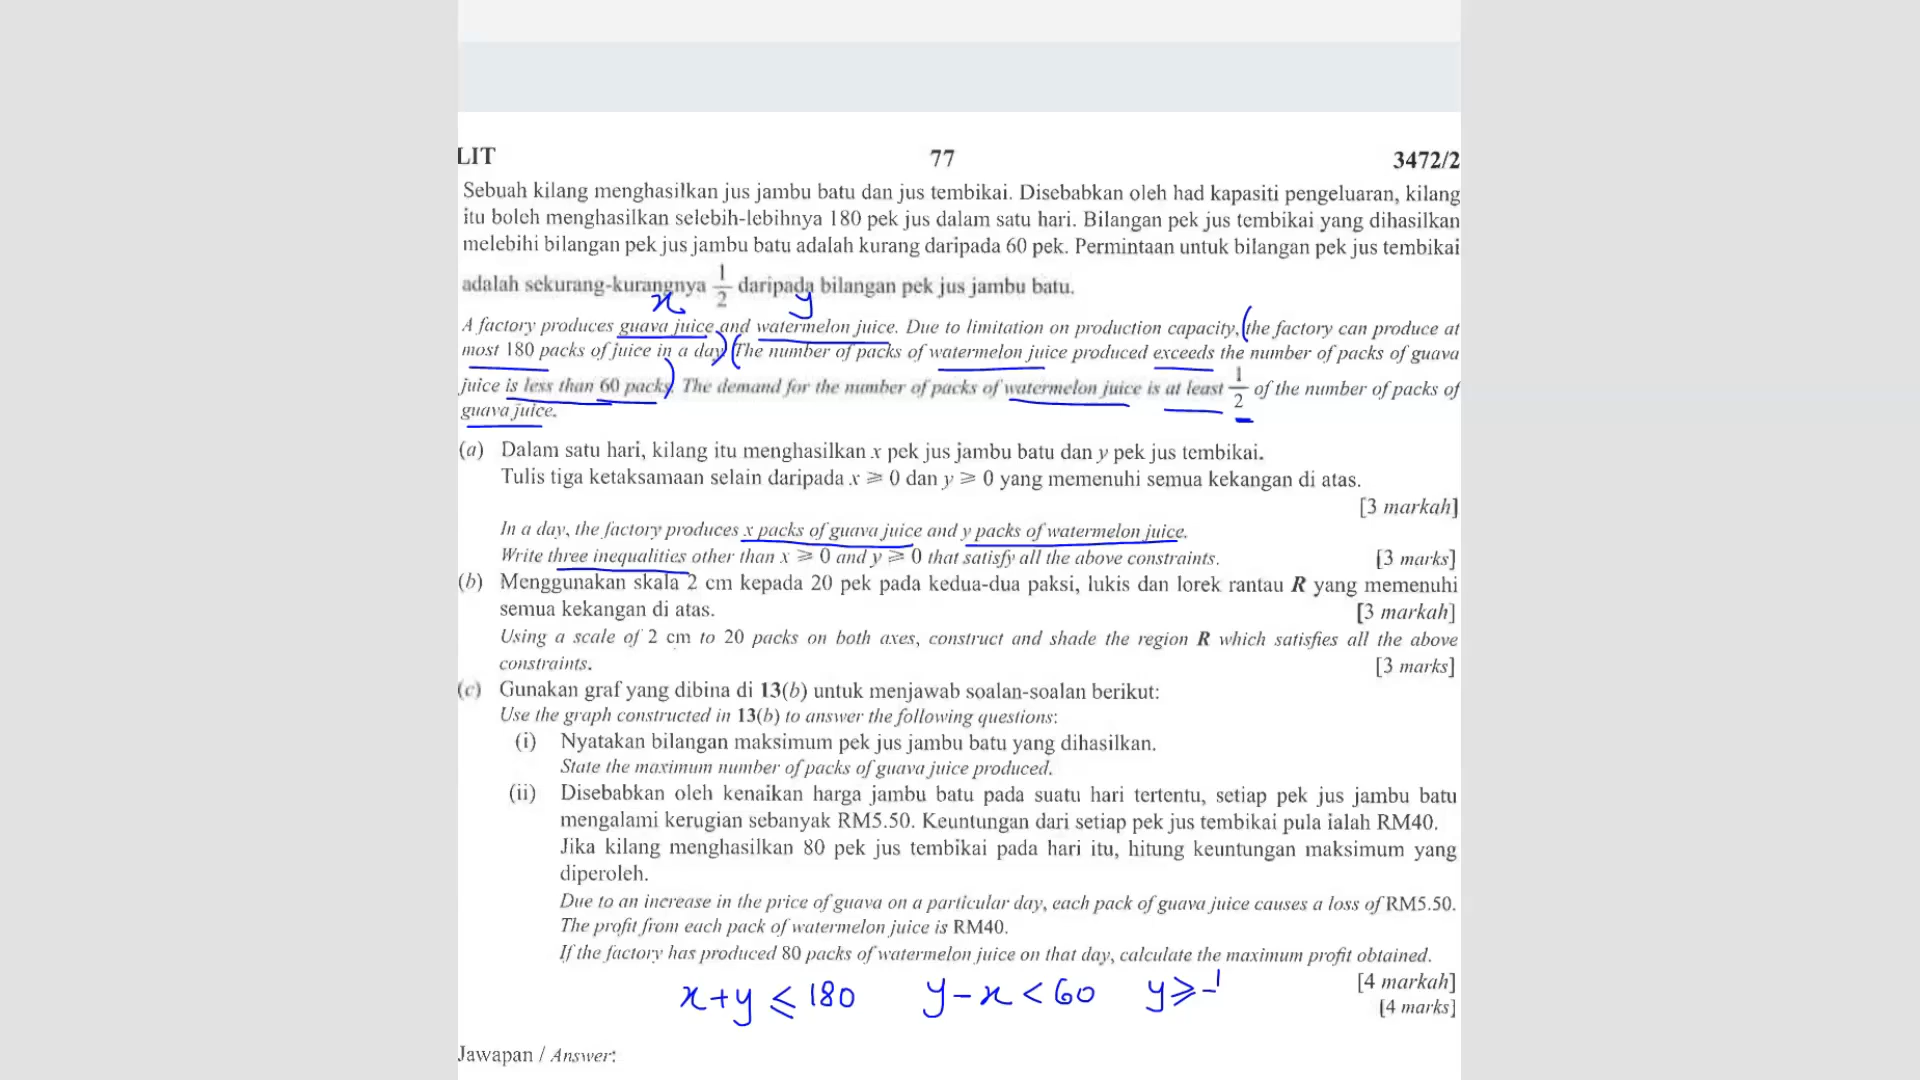 LIT 77 3472/2
Sebuah kilang menghasilkan jus jambu batu dan jus tembikai. Disebabkan oleh had kapasiti pengeluaran, kilang
itu boleh menghasilkan selebih-lebihnya 180 pek jus dalam satu hari. Bilangan pek jus tembikai yang dihasilkan
melebihi bilangan pek jus jambu batu adalah kurang daripada 60 pek. Permintaan untuk bilangan pek jus tembikai
adalah sekurang-kurangnya 1/2 daripada bilangan pek jus jambu batu.
x y
A factory produces guava juice and watermelon juice. Due to limitation on production capacity, (the factory can produce at
most 180 packs of juice in a day) (The number of packs of watermelon juice produced exceeds the number of packs of guava
juice is less than 60 packs). The demand for the number of packs of watermelon juice is at least 1/2 of the number of packs of
guava juice.
(a) Dalam satu hari, kilang itu menghasilkan x pek jus jambu batu dan y pek jus tembikai.
Tulis tiga ketaksamaan selain daripada x ⩾ 0 dan y ⩾ 0 yang memenuhi semua kekangan di atas.
[3 markah]
In a day, the factory produces x packs of guava juice and y packs of watermelon juice.
Write three inequalities other than x ⩾ 0 and y ⩾ 0 that satisfy all the above constraints. [3 marks]
(b) Menggunakan skala 2 cm kepada 20 pek pada kedua-dua paksi, lukis dan lorek rantau R yang memenuhi
semua kekangan di atas. [3 markah]
Using a scale of 2 cm to 20 packs on both axes, construct and shade the region R which satisfies all the above
constraints. [3 marks]
(c) Gunakan graf yang dibina di 13(b) untuk menjawab soalan-soalan berikut:
Use the graph constructed in 13(b) to answer the following questions:
(i) Nyatakan bilangan maksimum pek jus jambu batu yang dihasilkan.
State the maximum number of packs of guava juice produced.
(ii) Disebabkan oleh kenaikan harga jambu batu pada suatu hari tertentu, setiap pek jus jambu batu
mengalami kerugian sebanyak RM5.50. Keuntungan dari setiap pek jus tembikai pula ialah RM40.
Jika kilang menghasilkan 80 pek jus tembikai pada hari itu, hitung keuntungan maksimum yang
diperoleh.
Due to an increase in the price of guava on a particular day, each pack of guava juice causes a loss of RM5.50.
The profit from each pack of watermelon juice is RM40.
If the factory has produced 80 packs of watermelon juice on that day, calculate the maximum profit obtained.
[4 markah]
x + y ⩽ 180 y − x < 60 y ⩾ 1
[4 marks]
Jawapan / Answer: